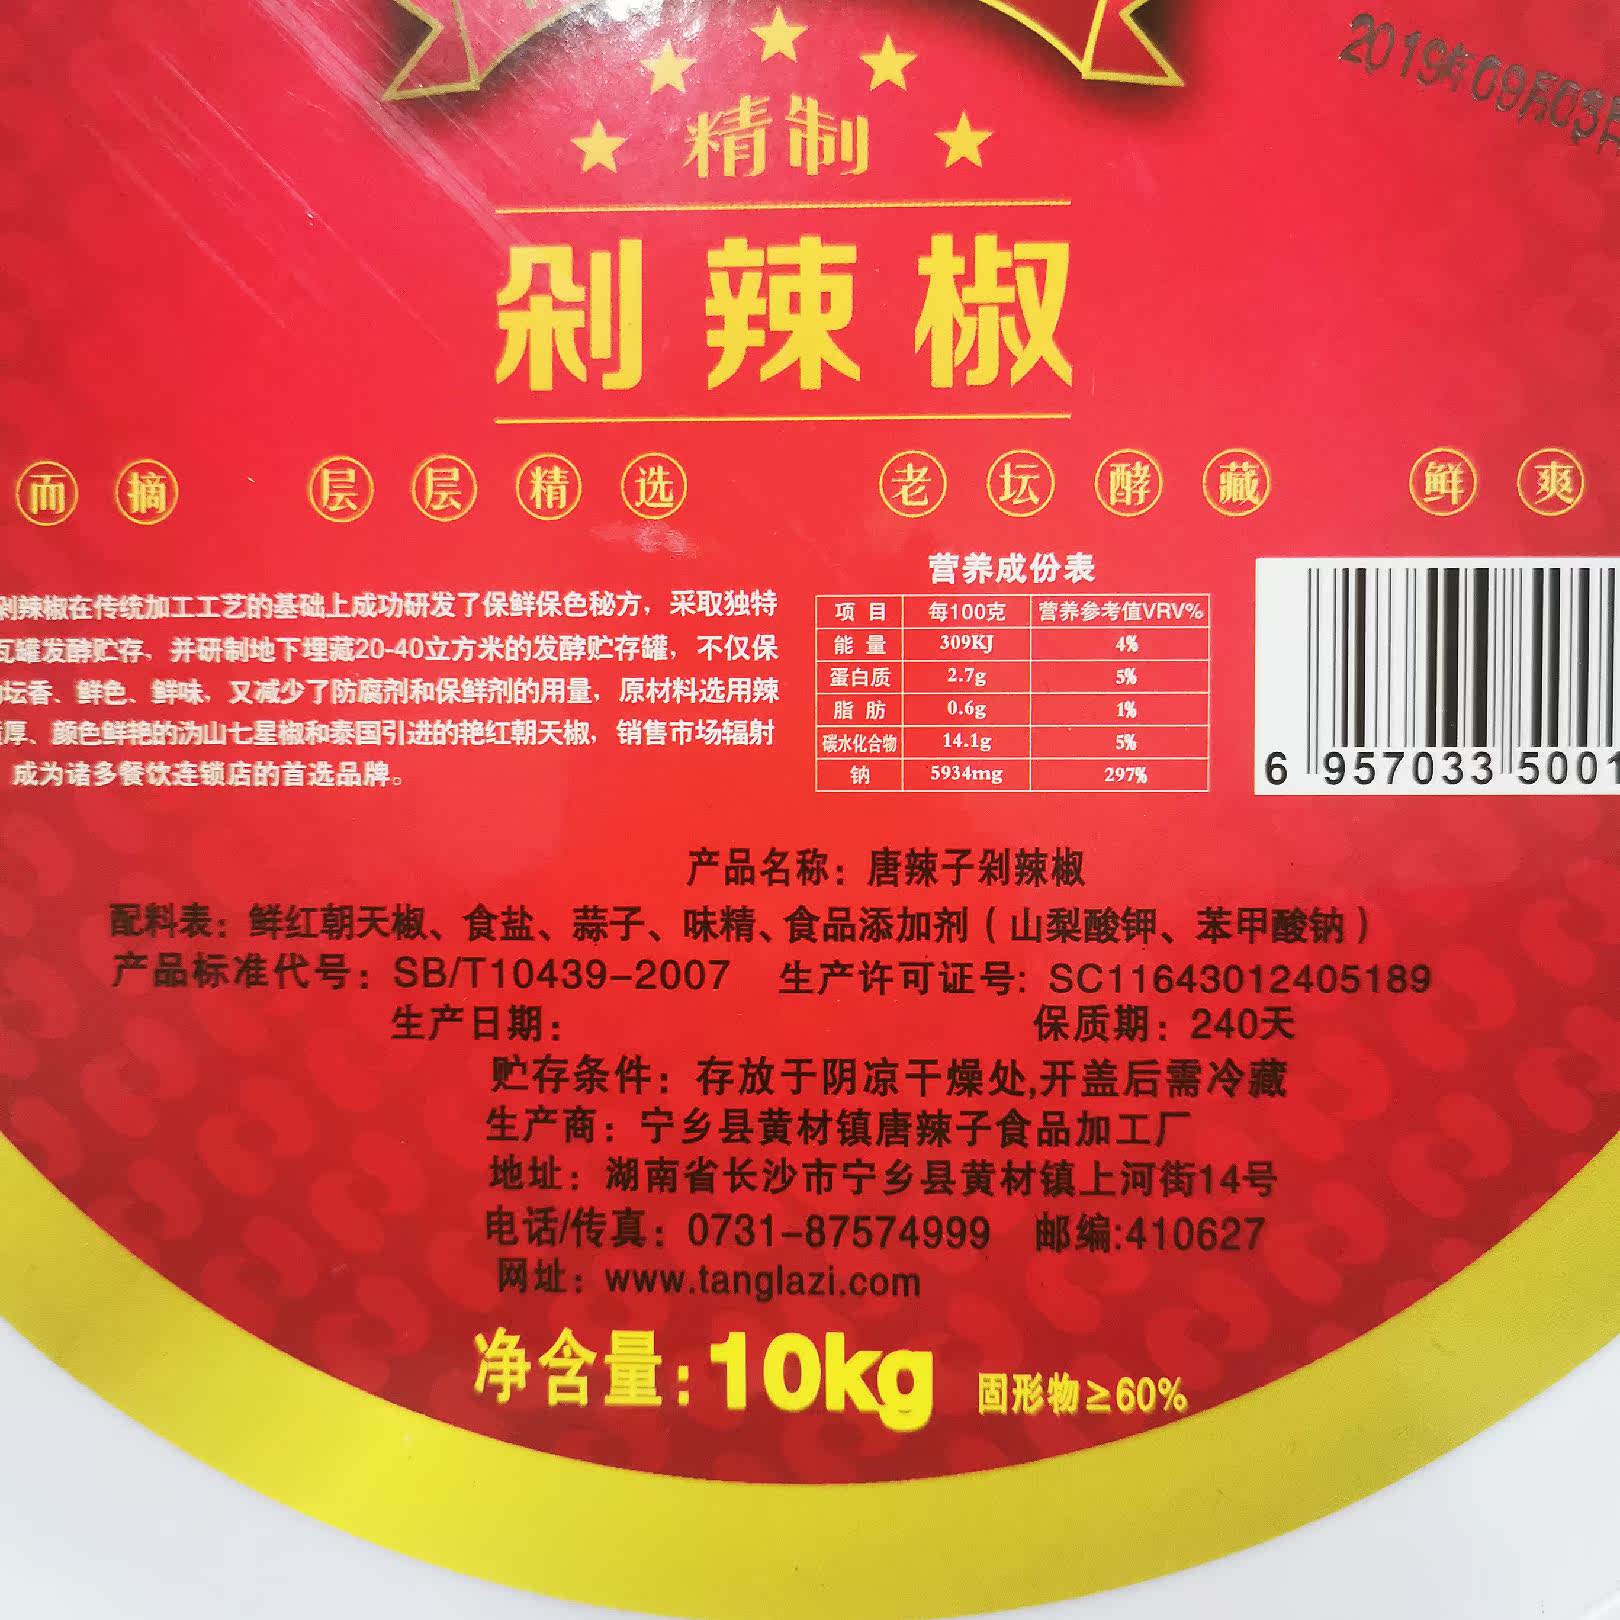 2019年09月03日
精制
剁辣椒
而摘 层层精选 老坛酵藏 鲜爽
剁辣椒在传统加工工艺的基础上成功研发了保鲜保色秘方，采取独特
瓦罐发酵贮存，并研制地下埋藏20-40立方米的发酵贮存罐，不仅保
坛香、鲜色、鲜味，又减少了防腐剂和保鲜剂的用量，原材料选用辣
厚、颜色鲜艳的沩山七星椒和泰国引进的艳红朝天椒，销售市场辐射
成为诸多餐饮连锁店的首选品牌。
营养成份表
项目 每100克 营养参考值VRV%
能量 309KJ 4%
蛋白质 2.7g 5%
脂肪 0.6g 1%
碳水化合物 14.1g 5%
钠 5934mg 297%
6 957033 5001
产品名称：唐辣子剁辣椒
配料表：鲜红朝天椒、食盐、蒜子、味精、食品添加剂（山梨酸钾、苯甲酸钠）
产品标准代号：SB/T10439-2007 生产许可证号：SC11643012405189
生产日期： 保质期：240天
贮存条件：存放于阴凉干燥处,开盖后需冷藏
生产商：宁乡县黄材镇唐辣子食品加工厂
地址：湖南省长沙市宁乡县黄材镇上河街14号
电话/传真：0731-87574999 邮编:410627
网址：www.tanglazi.com
净含量:10kg 固形物≥60%